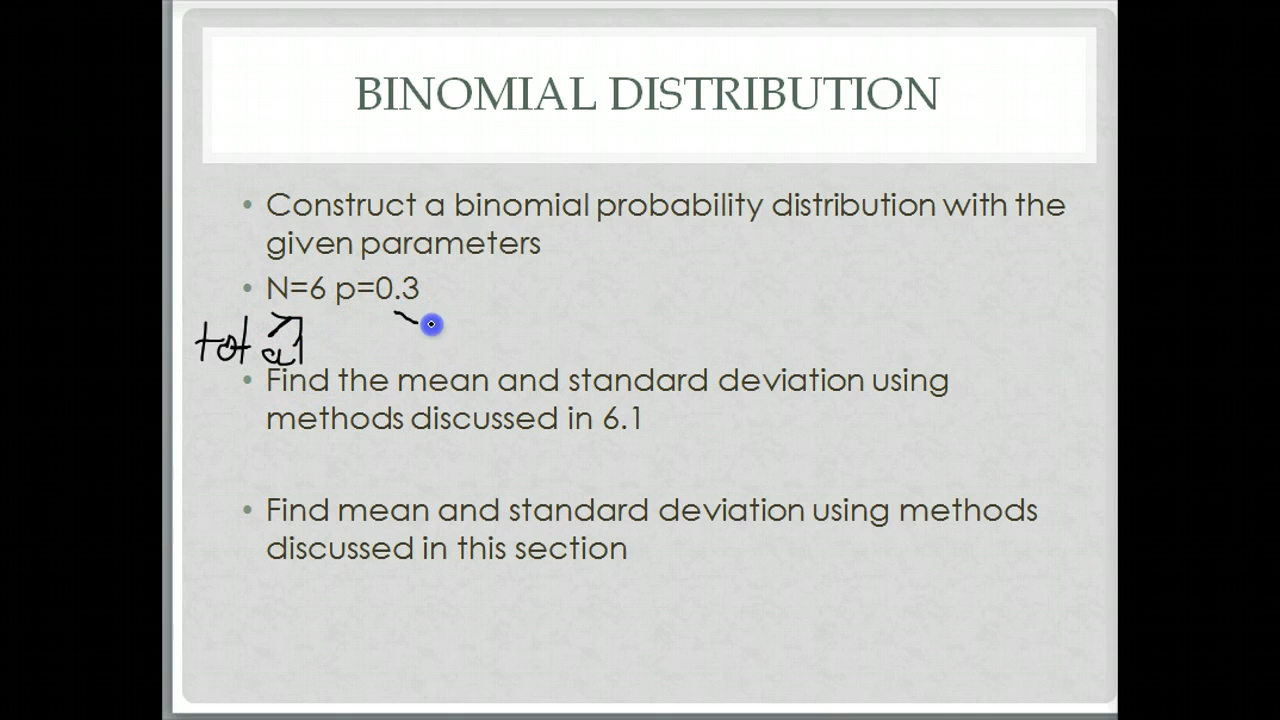 BINOMIAL DISTRIBUTION
• Construct a binomial probability distribution with the
given parameters
• N=6 p=0.3
total
• Find the mean and standard deviation using
methods discussed in 6.1
• Find mean and standard deviation using methods
discussed in this section